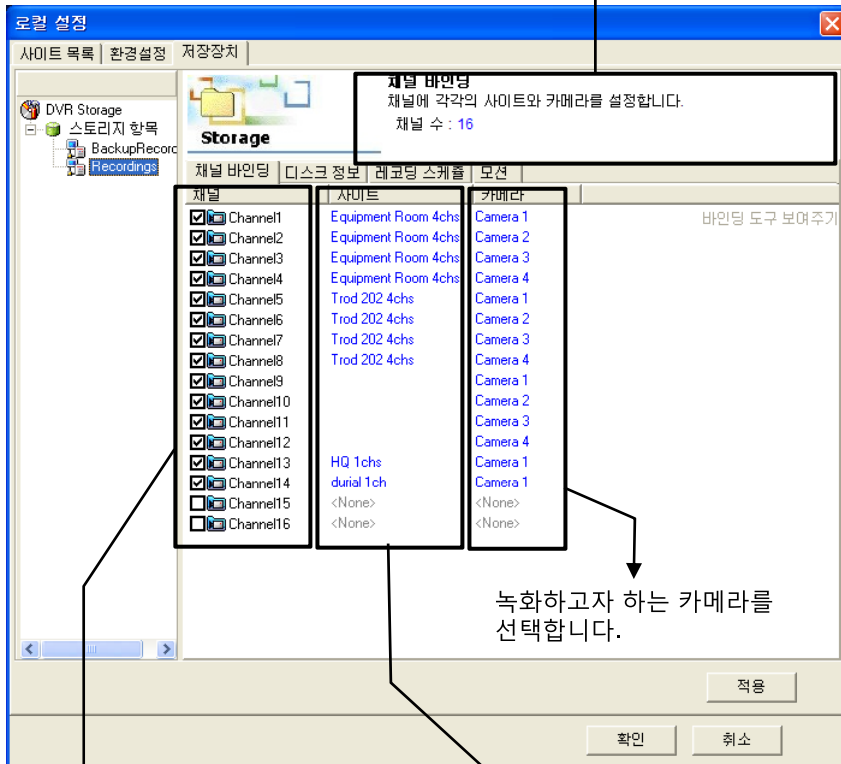 로컬 설정
사이트 목록 환경설정 저장장치
DVR Storage
스토리지 항목
BackupRecorc
Recordings
Storage
채널 바인딩
채널에 각각의 사이트와 카메라를 설정합니다.
채널 수 : 16
채널 바인딩 디스크 정보 레코딩 스케쥴 모션
채널 사이트 카메라
바인딩 도구 보여주기
Channel1 Equipment Room 4chs Camera 1
Channel2 Equipment Room 4chs Camera 2
Channel3 Equipment Room 4chs Camera 3
Channel4 Equipment Room 4chs Camera 4
Channel5 Trod 202 4chs Camera 1
Channel6 Trod 202 4chs Camera 2
Channel7 Trod 202 4chs Camera 3
Channel8 Trod 202 4chs Camera 4
Channel9 Camera 1
Channel10 Camera 2
Channel11 Camera 3
Channel12 Camera 4
Channel13 HQ 1chs Camera 1
Channel14 durial 1ch Camera 1
Channel15 <None> <None>
Channel16 <None> <None>
녹화하고자 하는 카메라를
선택합니다.
적용
확인 취소